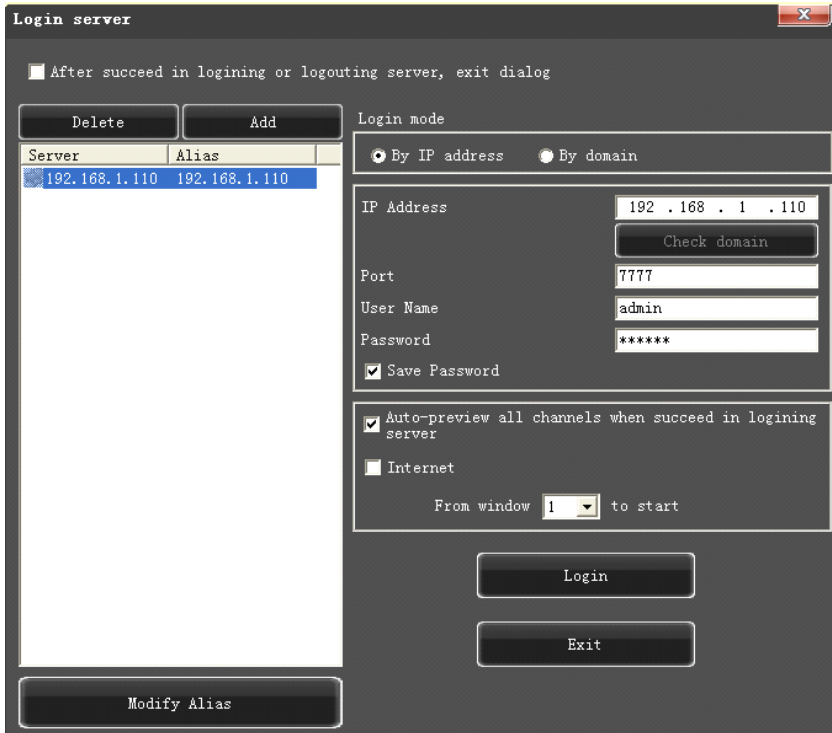 Login server
After succeed in logining or logouting server, exit dialog
Delete
Add
Server
Alias
192.168.1.110
192.168.1.110
Modify Alias
Login mode
By IP address
By domain
IP Address
192 .168 . 1 .110
Check domain
Port
7777
User Name
admin
Password
******
Save Password
Auto-preview all channels when succeed in logining
server
Internet
From window
1
to start
Login
Exit